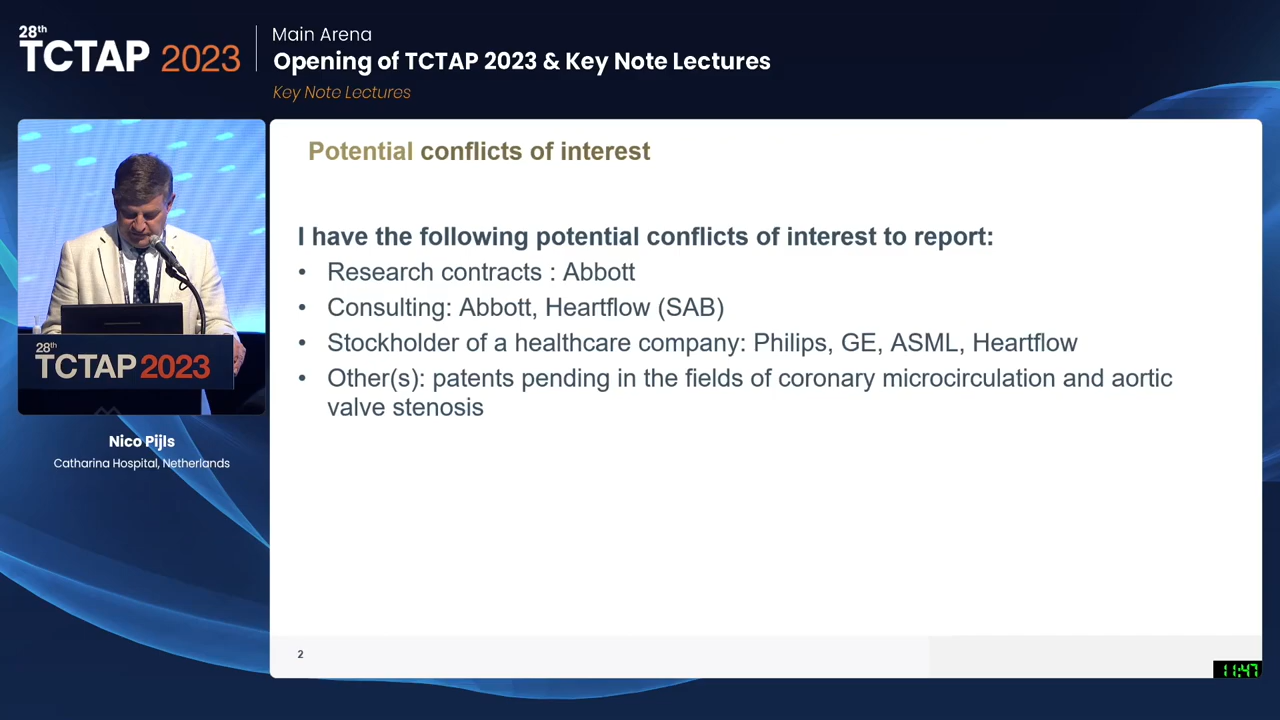 28th
TCTAP 2023
Main Arena
Opening of TCTAP 2023 & Key Note Lectures
Key Note Lectures
28th
TCTAP 2023
Nico Pijls
Catharina Hospital, Netherlands
Potential conflicts of interest
I have the following potential conflicts of interest to report:
• Research contracts : Abbott
• Consulting: Abbott, Heartflow (SAB)
• Stockholder of a healthcare company: Philips, GE, ASML, Heartflow
• Other(s): patents pending in the fields of coronary microcirculation and aortic
valve stenosis
2
11:47